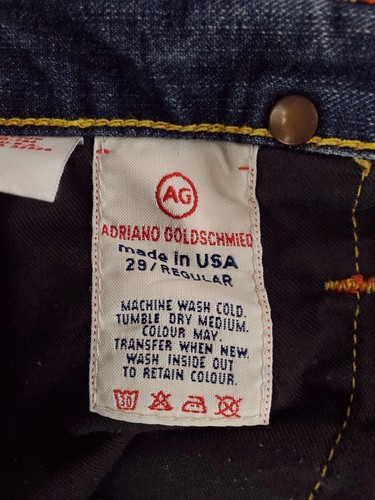 AG
ADRIANO GOLDSCHMIED
made in USA
29/REGULAR
MACHINE WASH COLD.
TUMBLE DRY MEDIUM.
COLOUR MAY.
TRANSFER WHEN NEW.
WASH INSIDE OUT
TO RETAIN COLOUR.
30